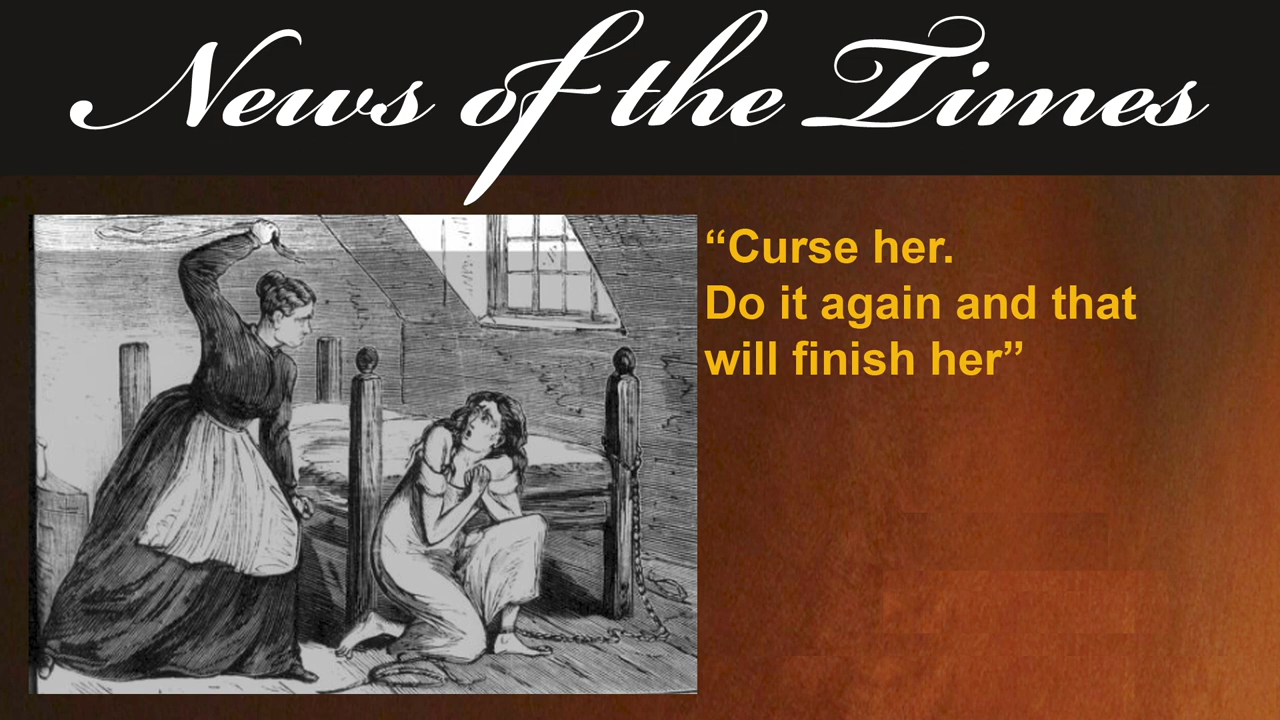 News of the Times
“Curse her.
Do it again and that
will finish her”